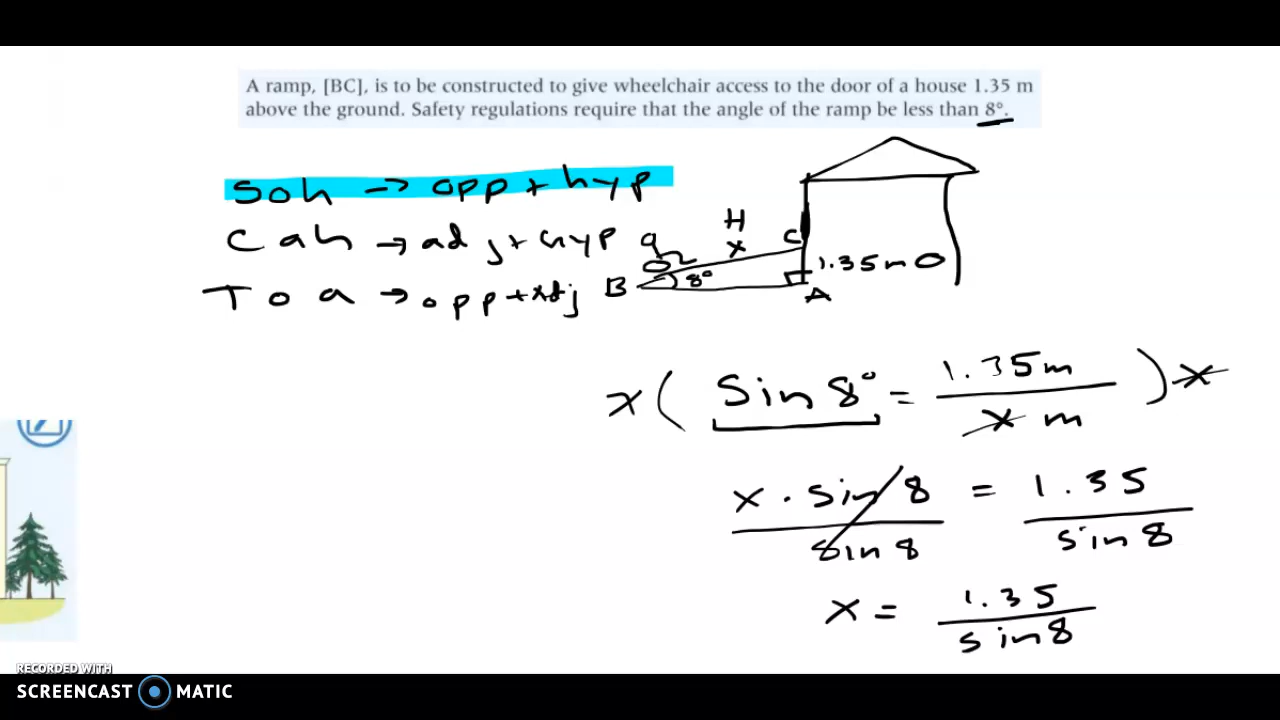 A ramp, [BC], is to be constructed to give wheelchair access to the door of a house 1.35 m
above the ground. Safety regulations require that the angle of the ramp be less than 8°.
Soh → opp + hyp
Cah → adj + hyp
Toa → opp + adj
H
x
C
B
8°
1.35m O
A
x ( Sin 8° = 1.35m / x m ) x
x · sin 8 / sin 8 = 1.35 / sin 8
x = 1.35 / sin 8
RECORDED WITH
SCREENCAST MATIC